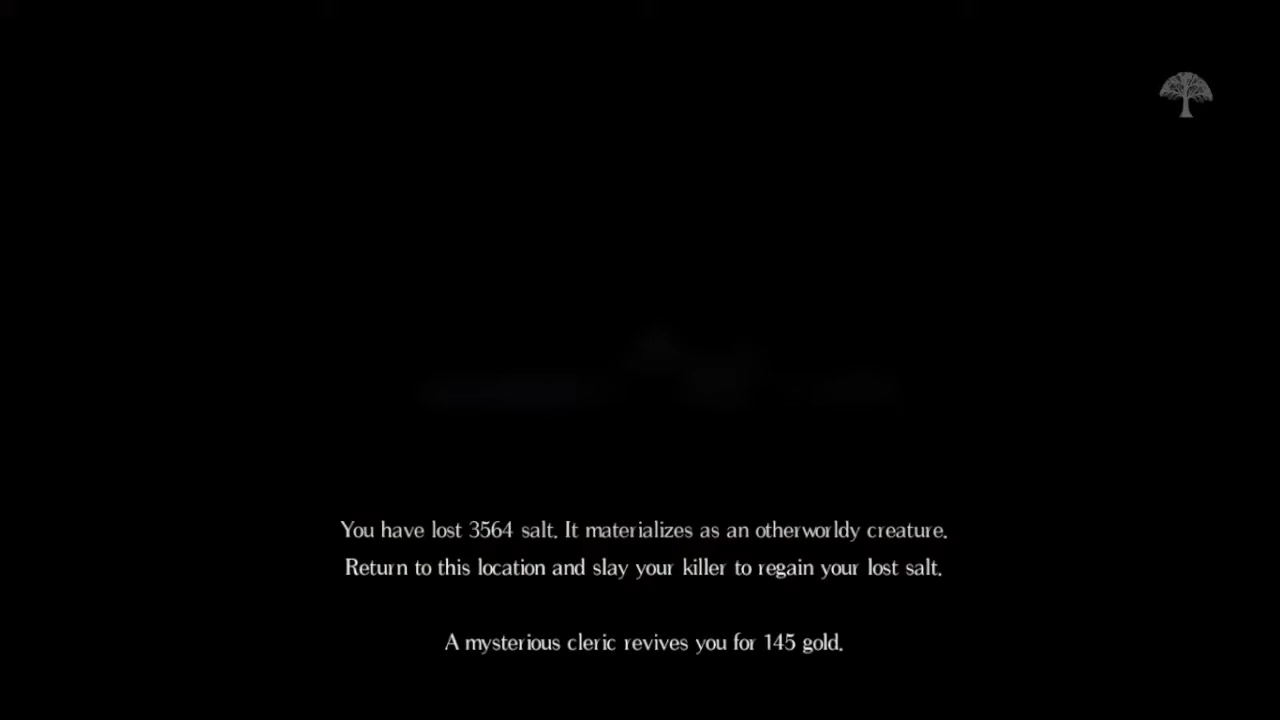 You have lost 3564 salt. It materializes as an otherworldy creature.
Return to this location and slay your killer to regain your lost salt.
A mysterious cleric revives you for 145 gold.